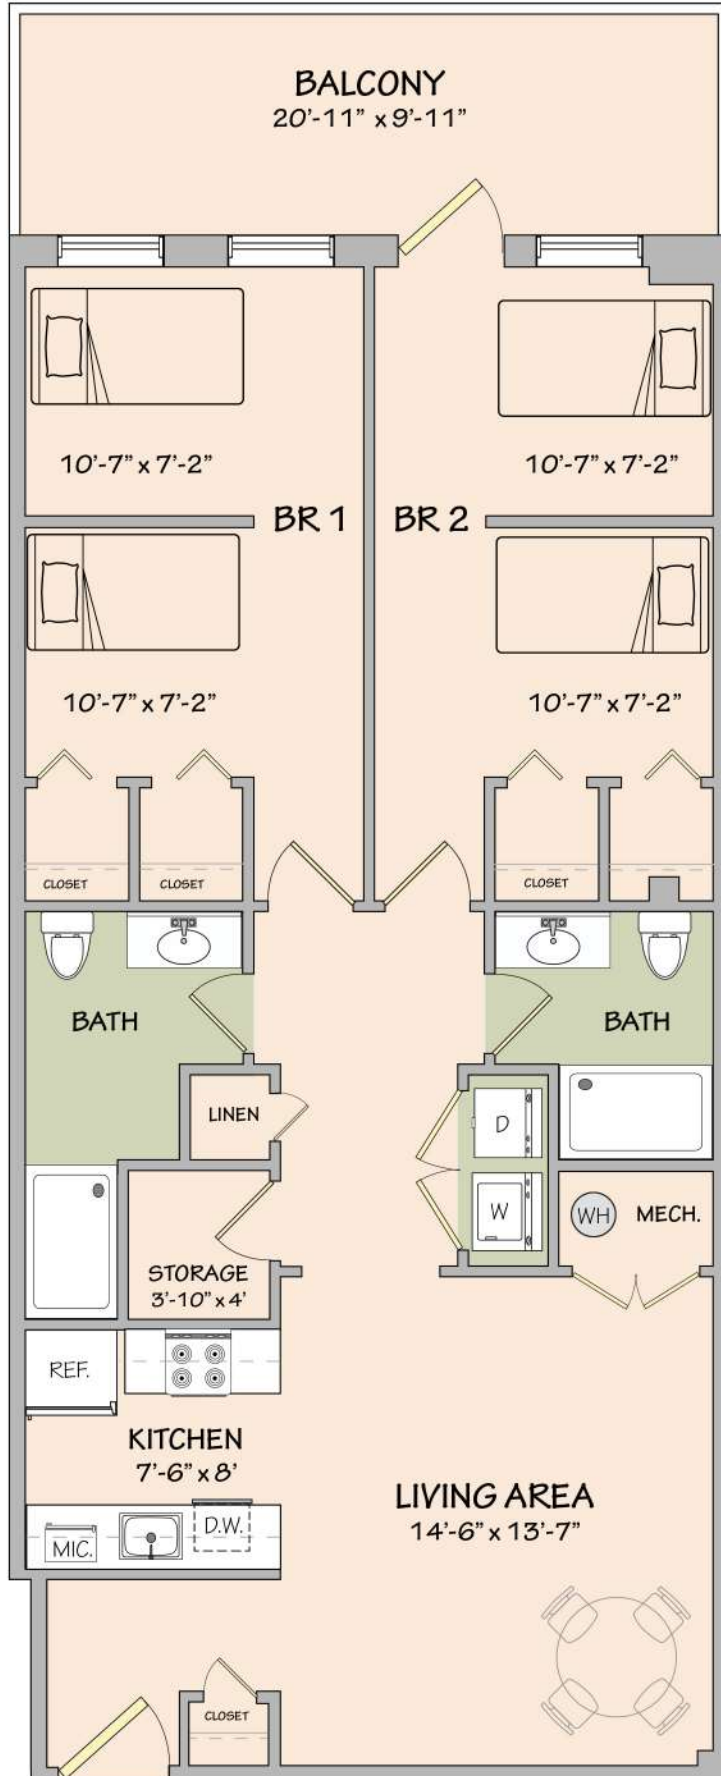 BALCONY
20'-11" x 9'-11"
10'-7" x 7'-2"
10'-7" x 7'-2"
BR 1
BR 2
10'-7" x 7'-2"
10'-7" x 7'-2"
CLOSET
CLOSET
CLOSET
BATH
BATH
LINEN
D
W
WH
MECH.
STORAGE
3'-10" x 4'
REF.
KITCHEN
7'-6" x 8'
LIVING AREA
14'-6" x 13'-7"
D.W.
MIC.
CLOSET